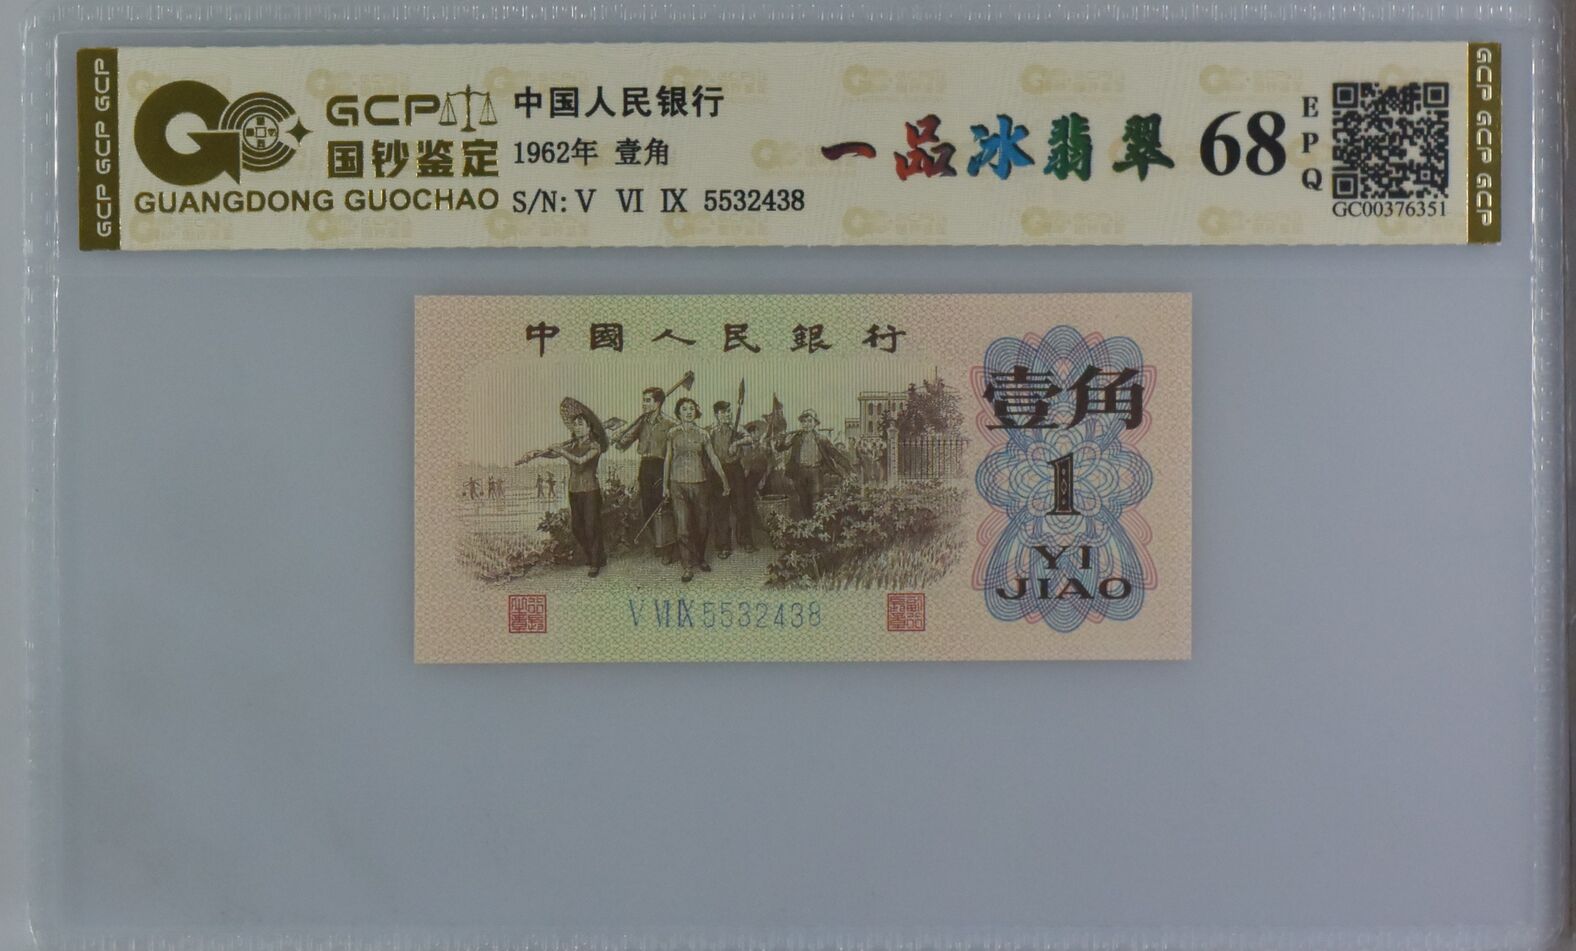 GCP GCP GCP
GCP
国钞鉴定
GUANGDONG GUOCHAO
中国人民银行
1962年 壹角
S/N: V VI IX 5532438
一品冰翡翠
68
EPQ
GC00376351
GCP GCP GCP
中國人民銀行
壹角
1
YI
JIAO
V VI IX 5532438